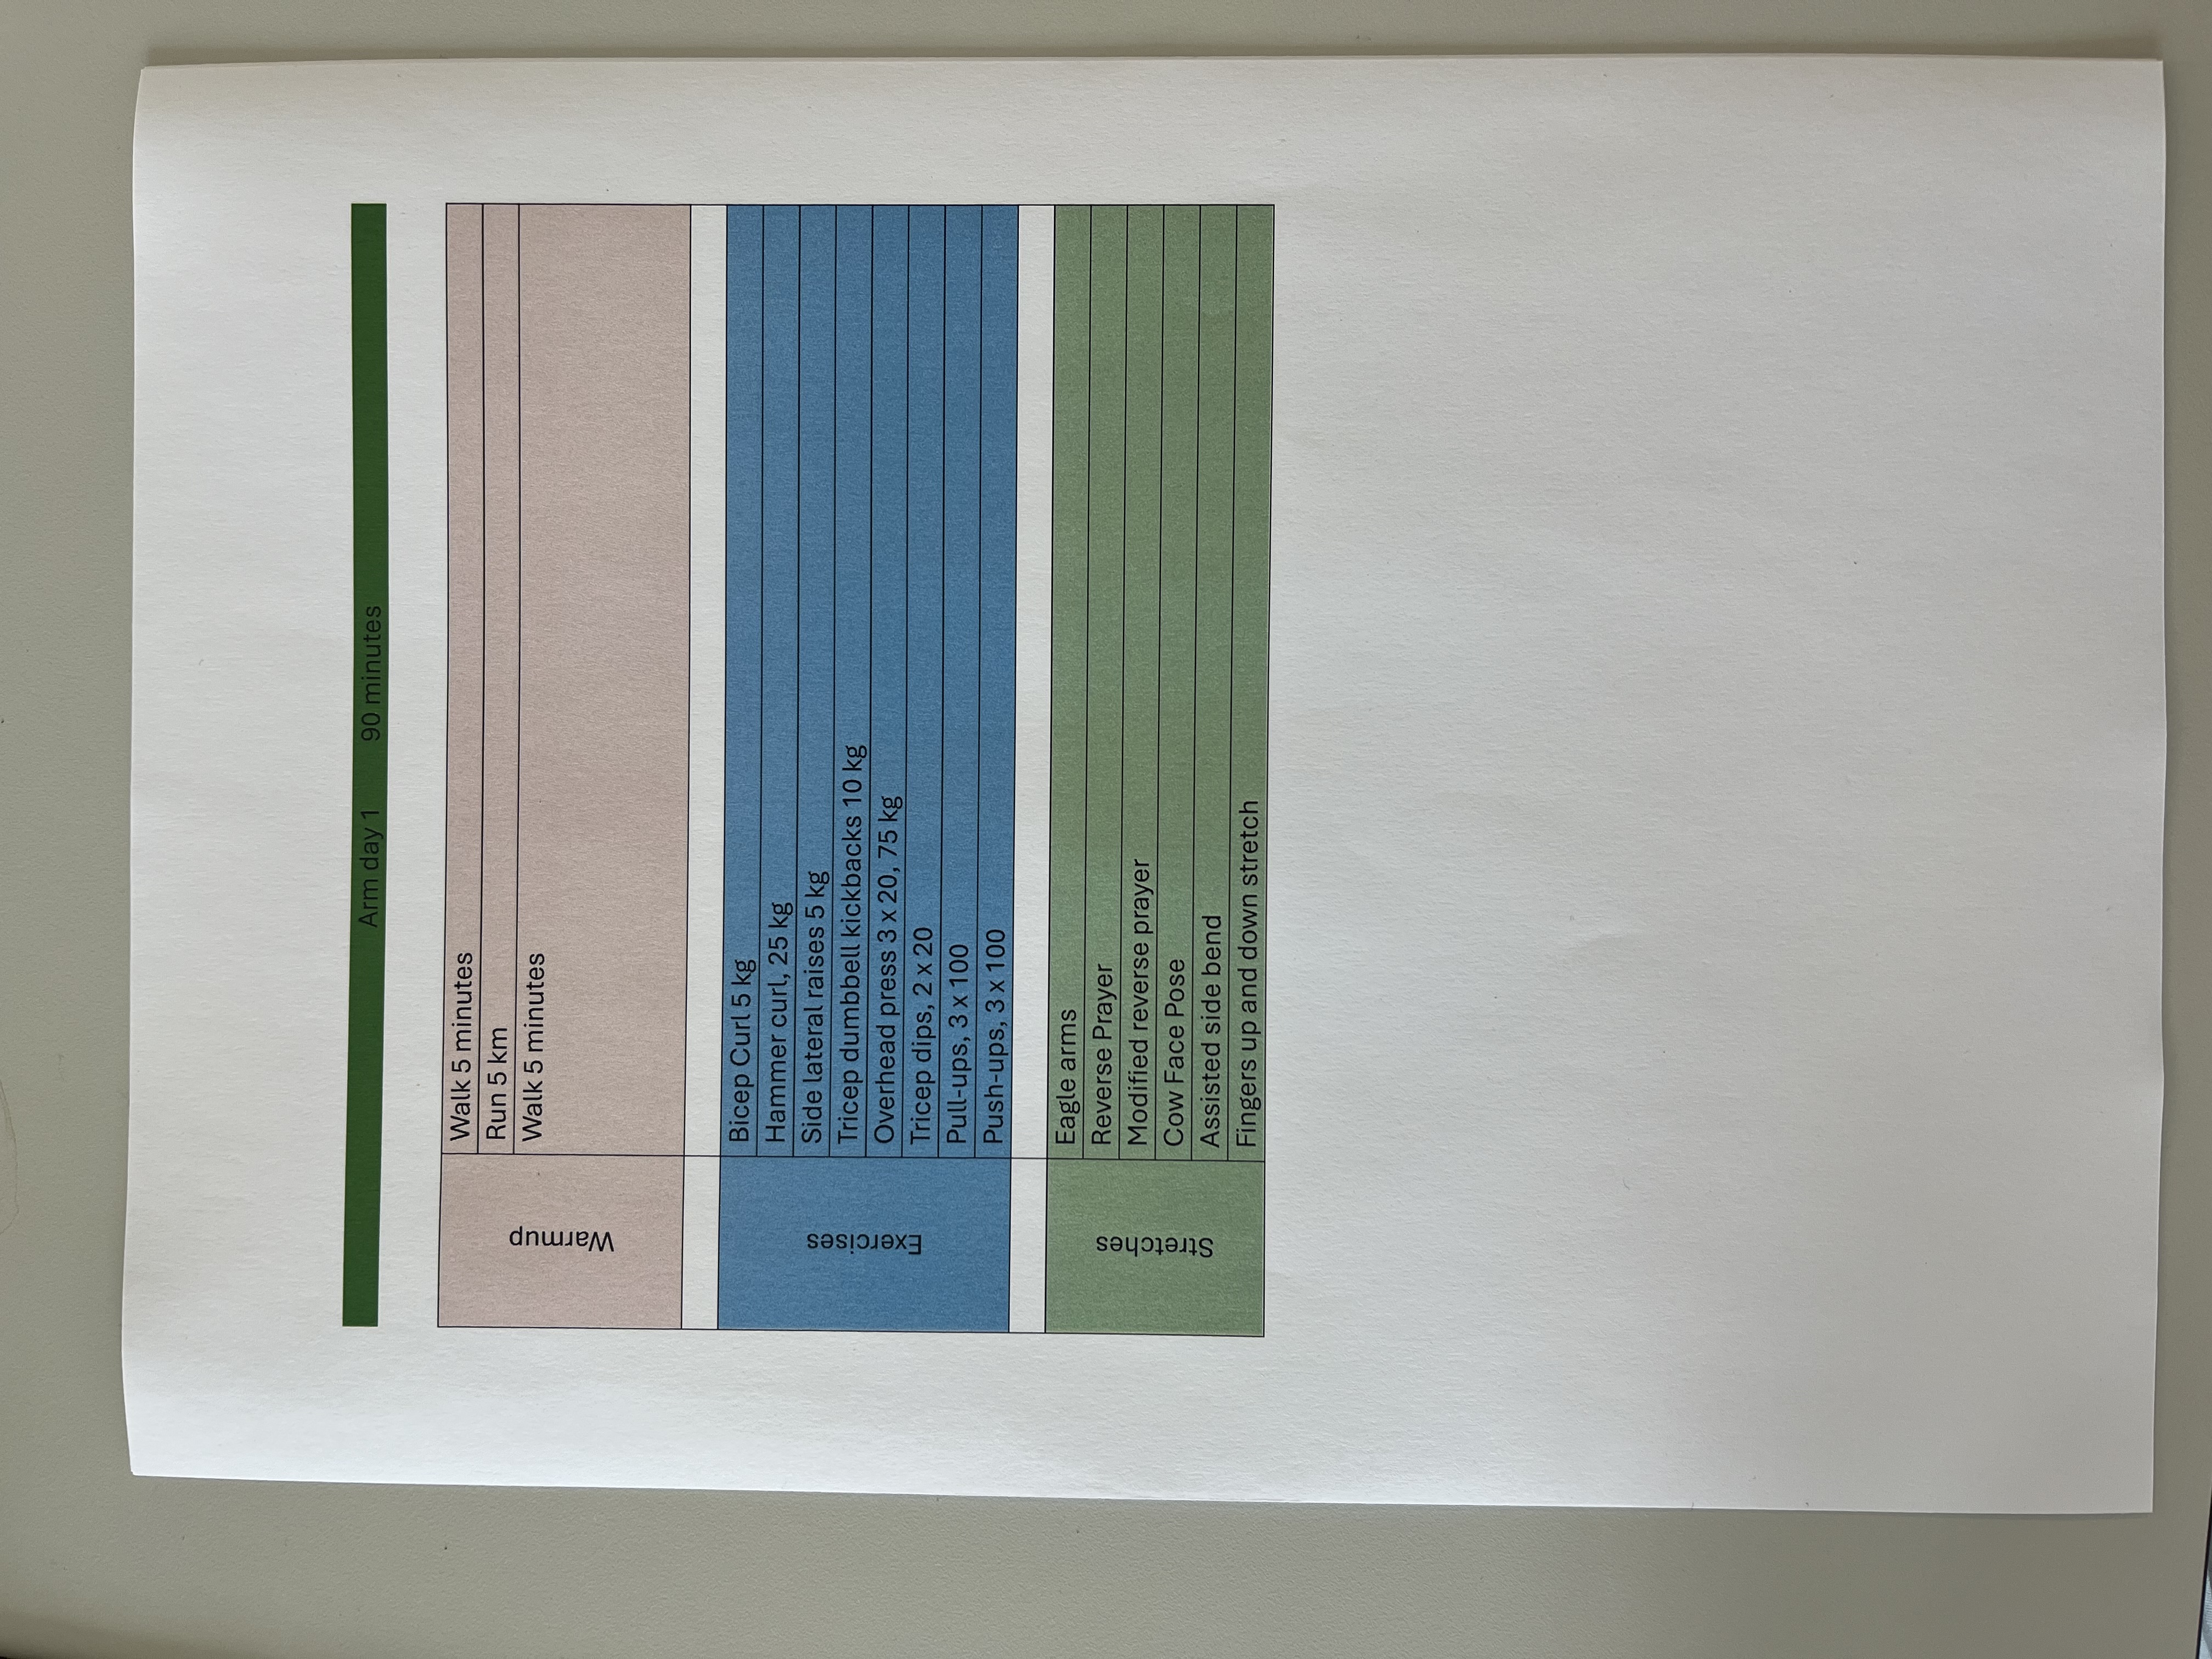 Arm day 1 90 minutes
Warmup
Walk 5 minutes
Run 5 km
Walk 5 minutes
Exercises
Bicep Curl 5 kg
Hammer curl, 25 kg
Side lateral raises 5 kg
Tricep dumbbell kickbacks 10 kg
Overhead press 3 x 20, 75 kg
Tricep dips, 2 x 20
Pull-ups, 3 x 100
Push-ups, 3 x 100
Stretches
Eagle arms
Reverse Prayer
Modified reverse prayer
Cow Face Pose
Assisted side bend
Fingers up and down stretch